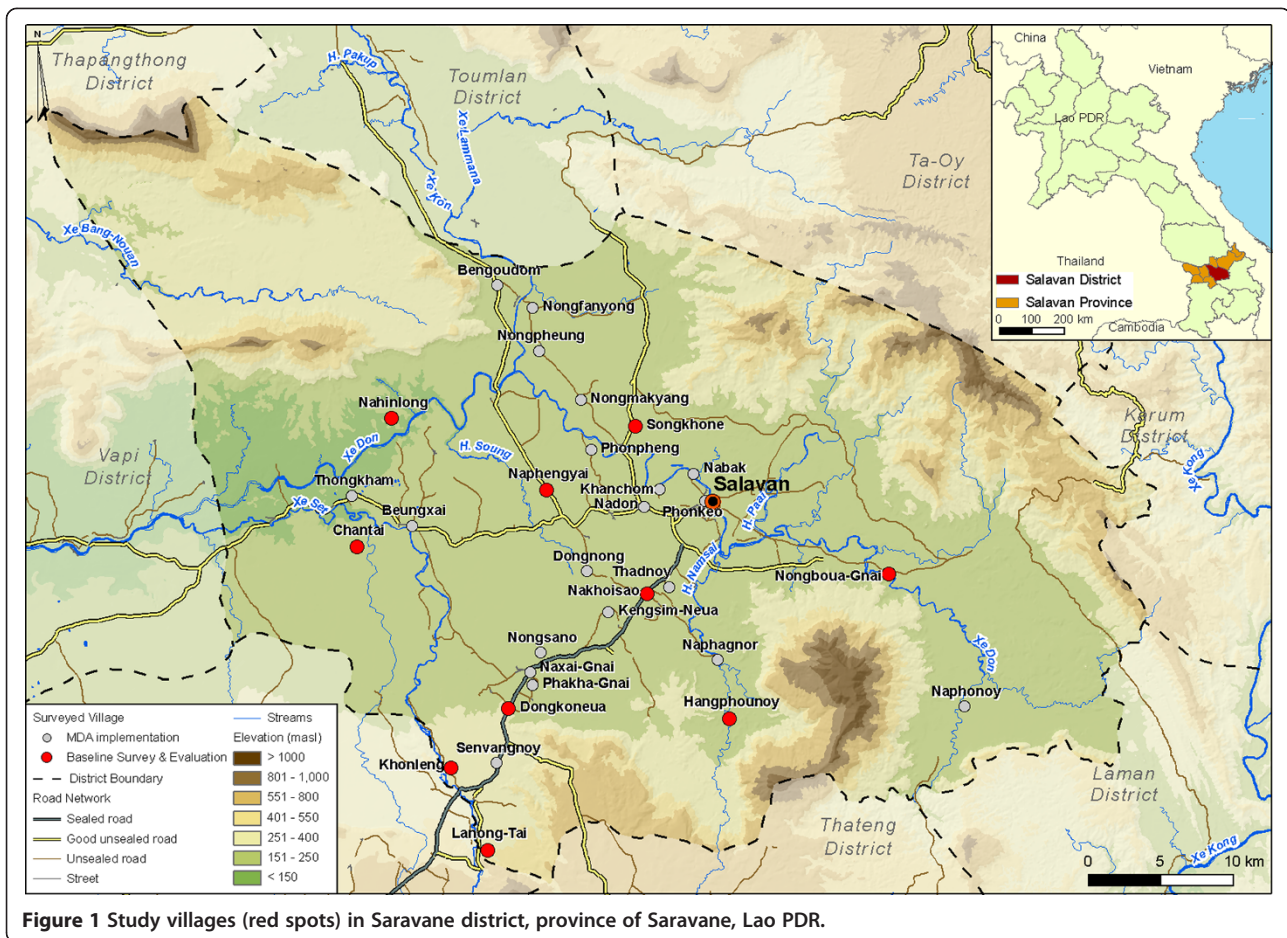 N
Thapangthong
District
H. Pakup
Toumlan
District
Xe Lammana
Xe Kon
Ta-Oy
District
Xe Bang-Nouan
China
Vietnam
Lao PDR
Thailand
Salavan District
Salavan Province
0 100 200 km
Cambodia
Bengoudom
Nongfanyong
Nongpheung
Nahinlong
Nongmakyang
Songkhone
Xe Don
H. Soung
Phonpheng
Karum
District
Xe Kong
Vapi
District
Thongkham
Naphengyai
Khanchom
Nabak
Salavan
Nadon
Phonkeo
H. Paar
Xe Set
Beungxai
Chantai
Dongnong
Thadnoy
H. Namsai
Nongboua-Gnai
Nakhoisao
Kengsim-Neua
Nongsano
Naphagnor
Xe Don
Naxai-Gnai
Phakha-Gnai
Dongkoneua
Hangphounoy
Naphonoy
Senvangnoy
Khonleng
Lanong-Tai
Laman
District
Thateng
District
Xe Kong
0 5 10 km
Surveyed Village
MDA implementation
Baseline Survey & Evaluation
District Boundary
Road Network
Sealed road
Good unsealed road
Unsealed road
Street
Streams
Elevation (masl)
> 1000
801 - 1,000
551 - 800
401 - 550
251 - 400
151 - 250
< 150
Figure 1 Study villages (red spots) in Saravane district, province of Saravane, Lao PDR.